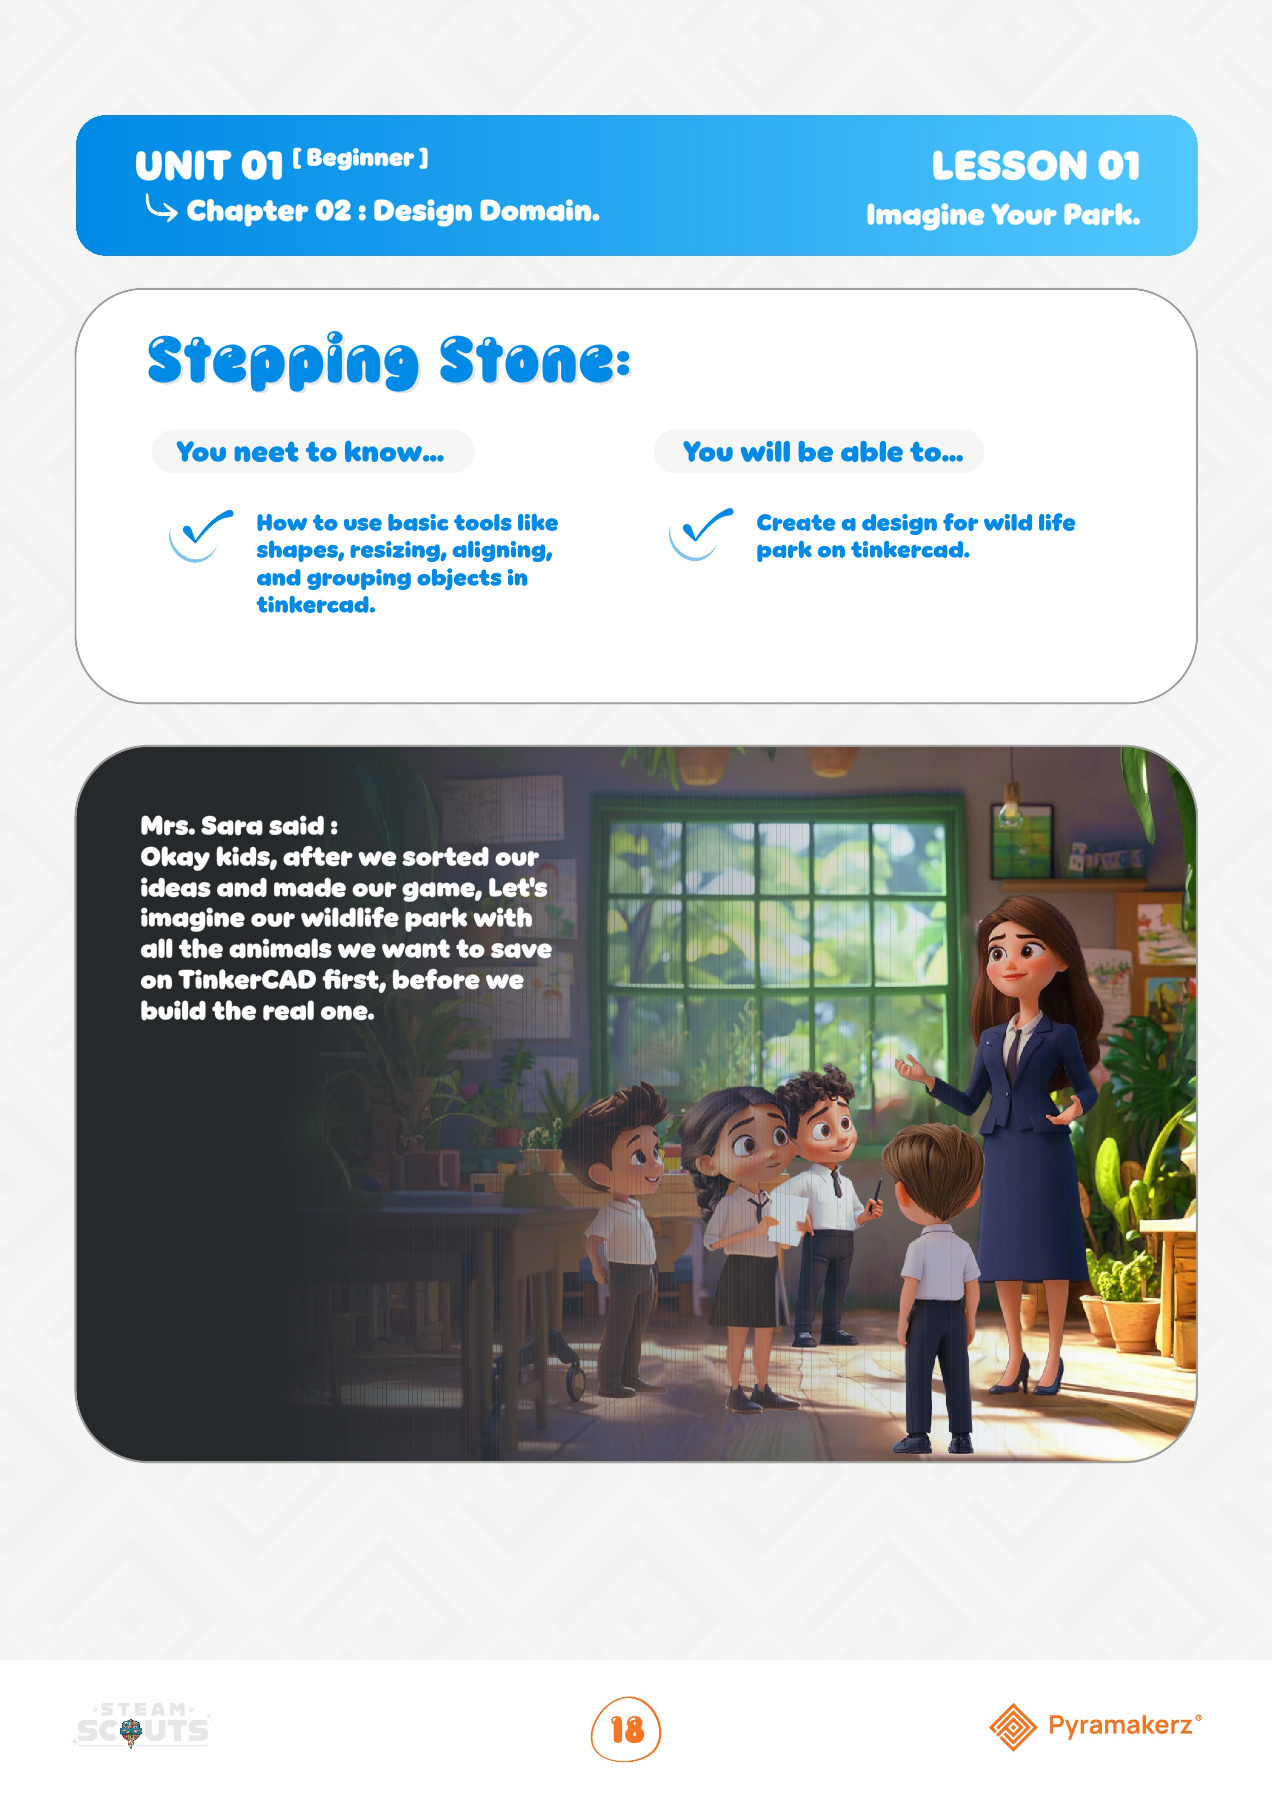 UNIT 01 [ Beginner ]
Chapter 02 : Design Domain.
LESSON 01
Imagine Your Park.
Stepping Stone:
You neet to know...
How to use basic tools like
shapes, resizing, aligning,
and grouping objects in
tinkercad.
You will be able to...
Create a design for wild life
park on tinkercad.
Mrs. Sara said :
Okay kids, after we sorted our
ideas and made our game, Let's
imagine our wildlife park with
all the animals we want to save
on TinkerCAD first, before we
build the real one.
STEAM
SCOUTS
18
Pyramakerz®